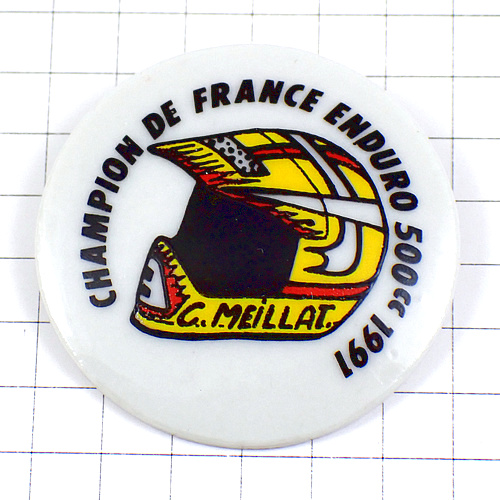 CHAMPION DE FRANCE ENDURO 500cc 1991
G. MEILLAT.